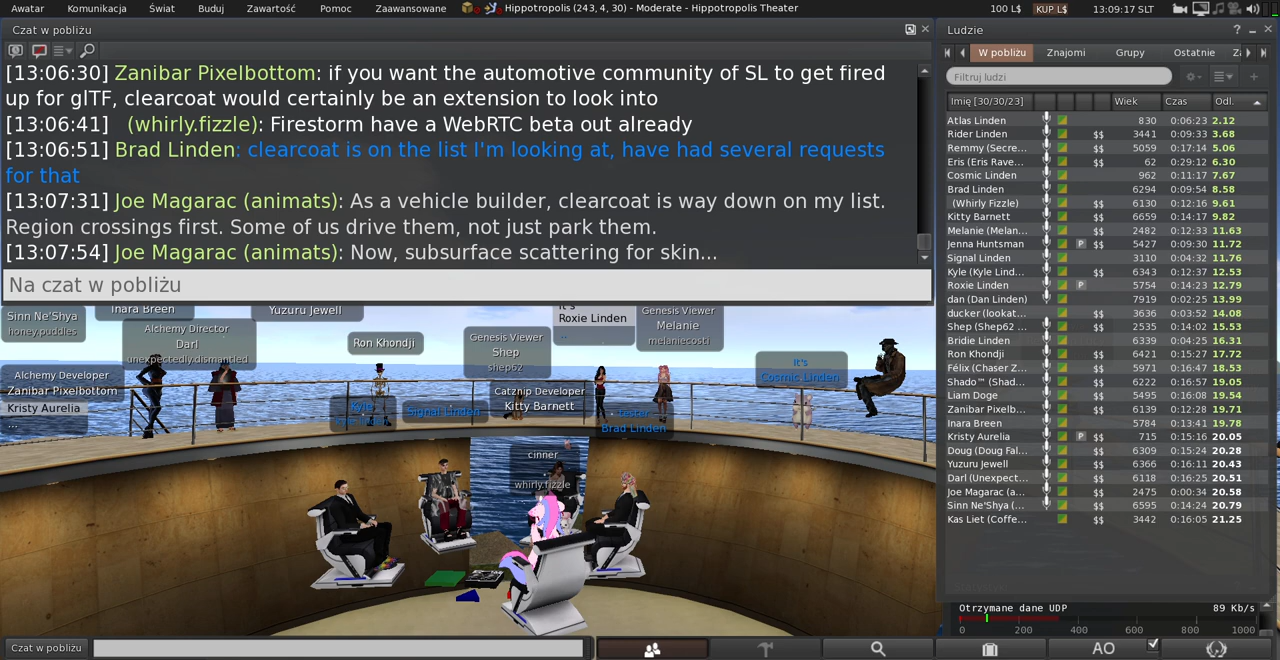 Awatar Komunikacja Świat Buduj Zawartość Pomoc Zaawansowane Hippotropolis (243, 4, 30) - Moderate - Hippotropolis Theater 100 L$ KUP L$ 13:09:17 SLT
Czat w pobliżu
[13:06:30] Zanibar Pixelbottom: if you want the automotive community of SL to get fired
up for glTF, clearcoat would certainly be an extension to look into
[13:06:41] (whirly.fizzle): Firestorm have a WebRTC beta out already
[13:06:51] Brad Linden: clearcoat is on the list I'm looking at, have had several requests
for that
[13:07:31] Joe Magarac (animats): As a vehicle builder, clearcoat is way down on my list.
Region crossings first. Some of us drive them, not just park them.
[13:07:54] Joe Magarac (animats): Now, subsurface scattering for skin...
Na czat w pobliżu
Sinn Ne'Shya
honey.puddles
Inara Breen
Alchemy Director
Darl
unexpectedly.dismantled
Yuzuru Jewell
Ron Khondji
Genesis Viewer
Shep
shep62
It's
Roxie Linden
..
Genesis Viewer
Melanie
melaniecosti
It's
Cosmic Linden
Alchemy Developer
Zanibar Pixelbottom
Kristy Aurelia
...
Kyle
kyle.linden
Signal Linden
Catznip Developer
Kitty Barnett
Tester
Brad Linden
cinner
whirly.fizzle
Ludzie
W pobliżu Znajomi Grupy Ostatnie
Filtruj ludzi
Imię [30/30/23] Wiek Czas Odl.
Atlas Linden 830 0:06:23 2.12
Rider Linden $$ 3441 0:09:33 3.68
Remmy (Secre... $$ 5059 0:17:14 5.06
Eris (Eris Rave... $$ 62 0:29:12 6.30
Cosmic Linden 962 0:11:17 7.67
Brad Linden 6294 0:09:54 8.58
(Whirly Fizzle) $$ 6130 0:12:16 9.61
Kitty Barnett $$ 6659 0:14:17 9.82
Melanie (Melan... $$ 2482 0:12:33 11.63
Jenna Huntsman P $$ 5427 0:09:30 11.72
Signal Linden 3110 0:04:32 11.76
Kyle (Kyle Lind... $$ 6343 0:12:37 12.53
Roxie Linden P 5754 0:14:23 12.79
dan (Dan Linden) 7919 0:02:25 13.99
ducker (lookat... $$ 3636 0:03:52 14.08
Shep (Shep62 ... $$ 2535 0:14:02 15.53
Bridie Linden 6339 0:04:25 16.31
Ron Khondji $$ 6421 0:15:27 17.72
Félix (Chaser Z... $$ 5971 0:16:47 18.53
Shado™ (Shad... $$ 6222 0:16:57 19.05
Liam Doge $$ 5495 0:16:08 19.54
Zanibar Pixelb... $$ 6139 0:12:28 19.71
Inara Breen 5784 0:13:41 19.78
Kristy Aurelia P $$ 715 0:15:16 20.05
Doug (Doug Fal... $$ 6309 0:15:24 20.28
Yuzuru Jewell $$ 6366 0:16:11 20.43
Darl (Unexpect... $$ 6118 0:16:25 20.51
Joe Magarac (a... $$ 2475 0:00:34 20.58
Sinn Ne'Shya (... $$ 6595 0:14:24 20.79
Kas Liet (Coffe... $$ 3442 0:16:05 21.25
Otrzymane dane UDP 89 Kb/s
0 200 400 600 800 1000
Czat w pobliżu AO